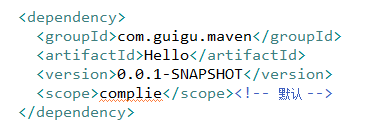 <dependency>
<groupId>com.guigu.maven</groupId>
<artifactId>Hello</artifactId>
<version>0.0.1-SNAPSHOT</version>
<scope>complie</scope><!-- 默认 -->
</dependency>